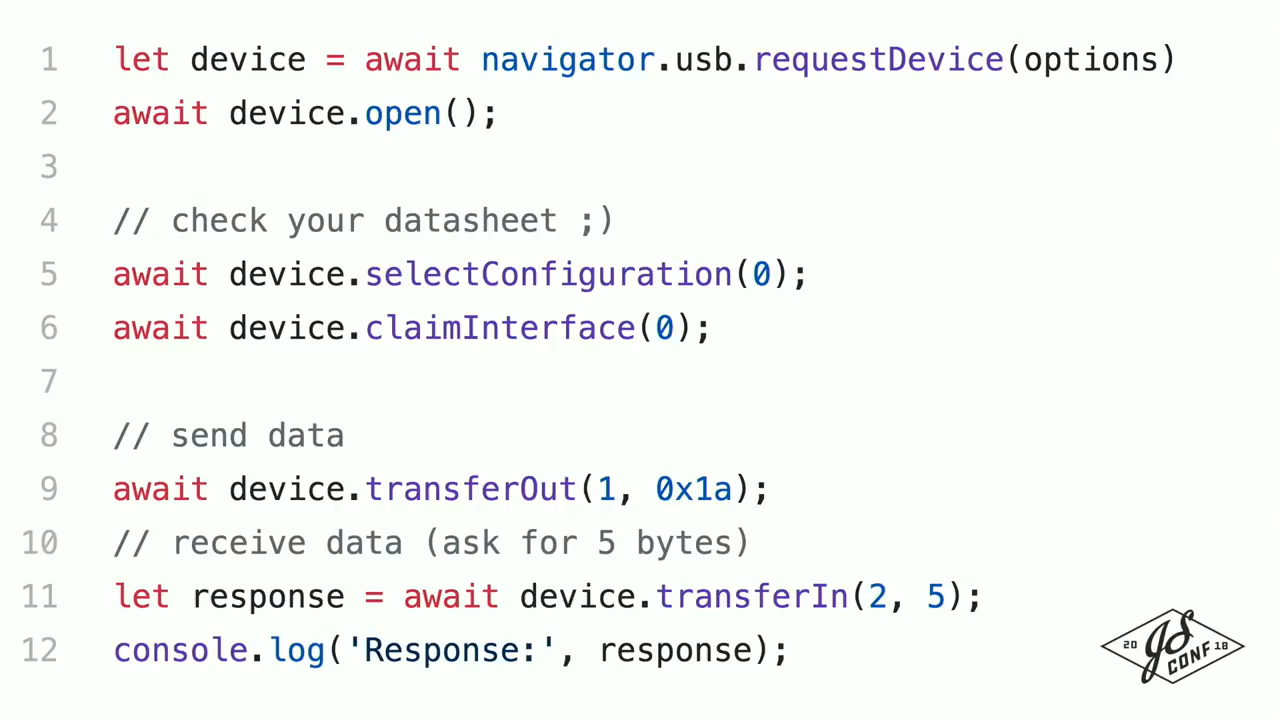 1 let device = await navigator.usb.requestDevice(options)
2 await device.open();
3
4 // check your datasheet ;)
5 await device.selectConfiguration(0);
6 await device.claimInterface(0);
7
8 // send data
9 await device.transferOut(1, 0x1a);
10 // receive data (ask for 5 bytes)
11 let response = await device.transferIn(2, 5);
12 console.log('Response:', response);
20 JS 18
CONF